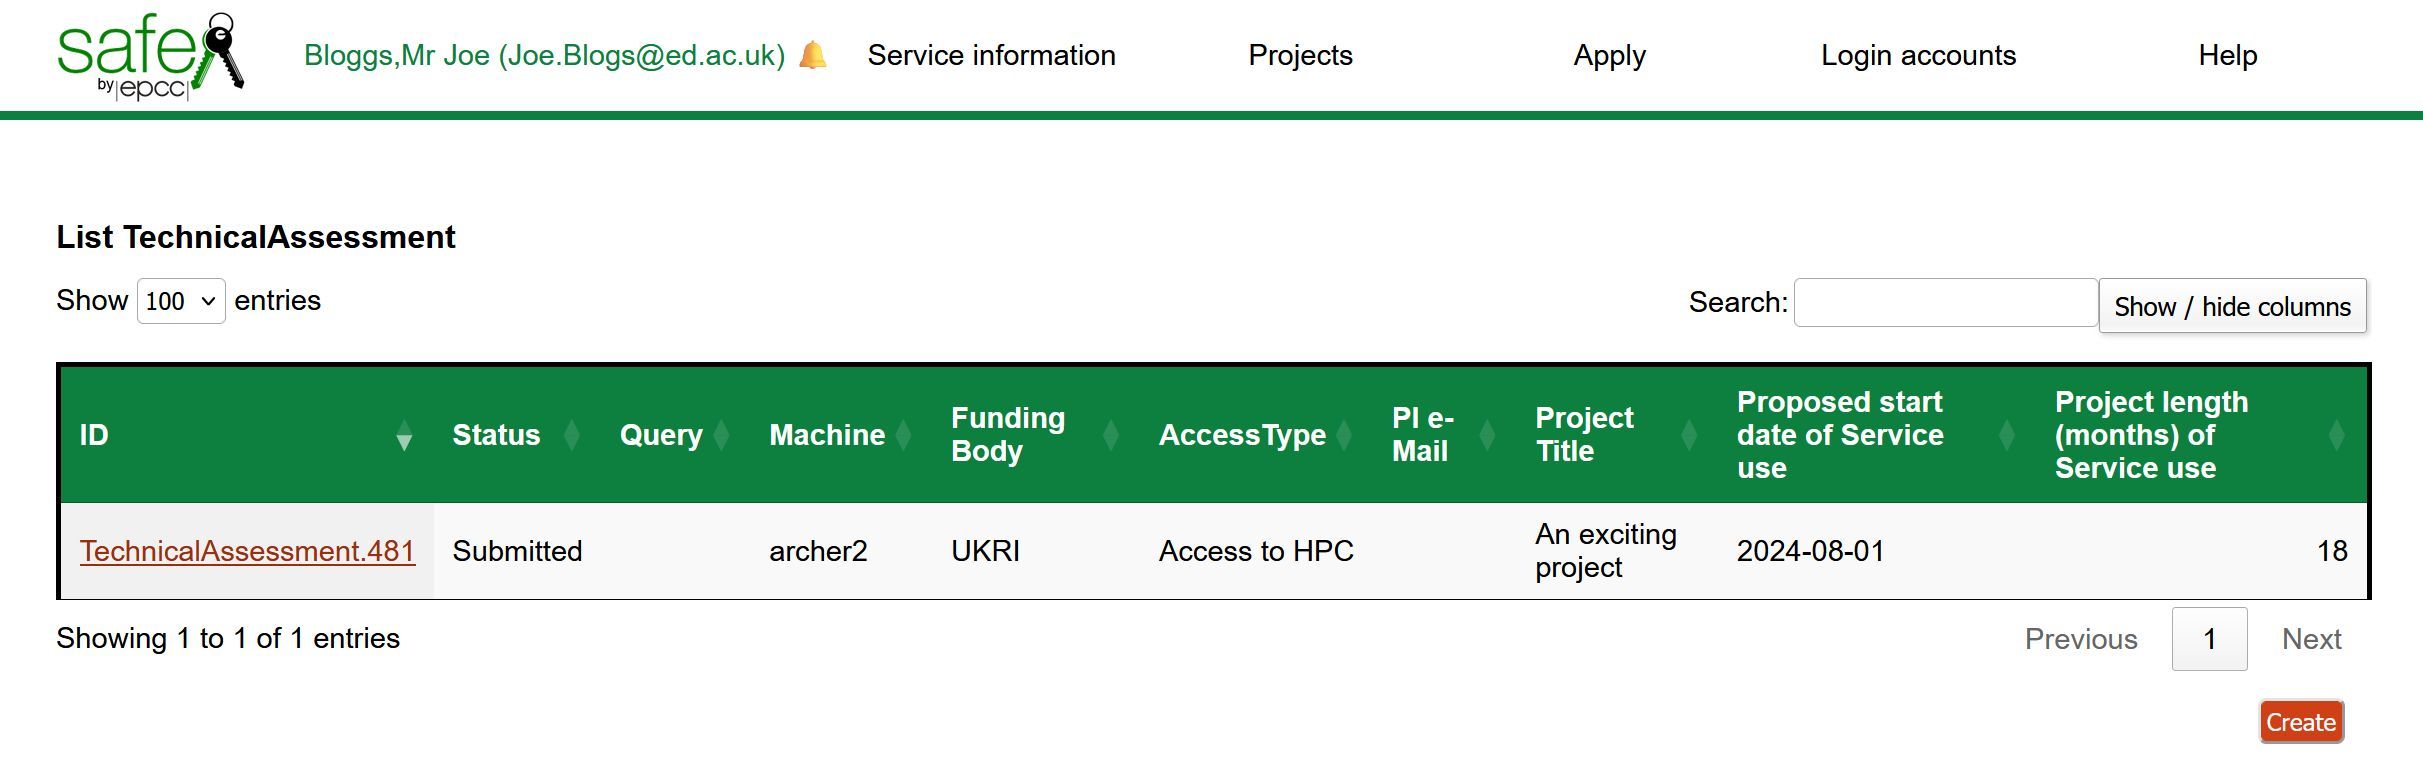 safe
by |epcc|
Bloggs,Mr Joe (Joe.Blogs@ed.ac.uk) Service information Projects Apply Login accounts Help
List TechnicalAssessment
Show 100 entries Search: Show / hide columns
ID Status Query Machine Funding Body AccessType PI e-Mail Project Title Proposed start date of Service use Project length (months) of Service use
TechnicalAssessment.481 Submitted archer2 UKRI Access to HPC An exciting project 2024-08-01 18
Showing 1 to 1 of 1 entries Previous 1 Next
Create